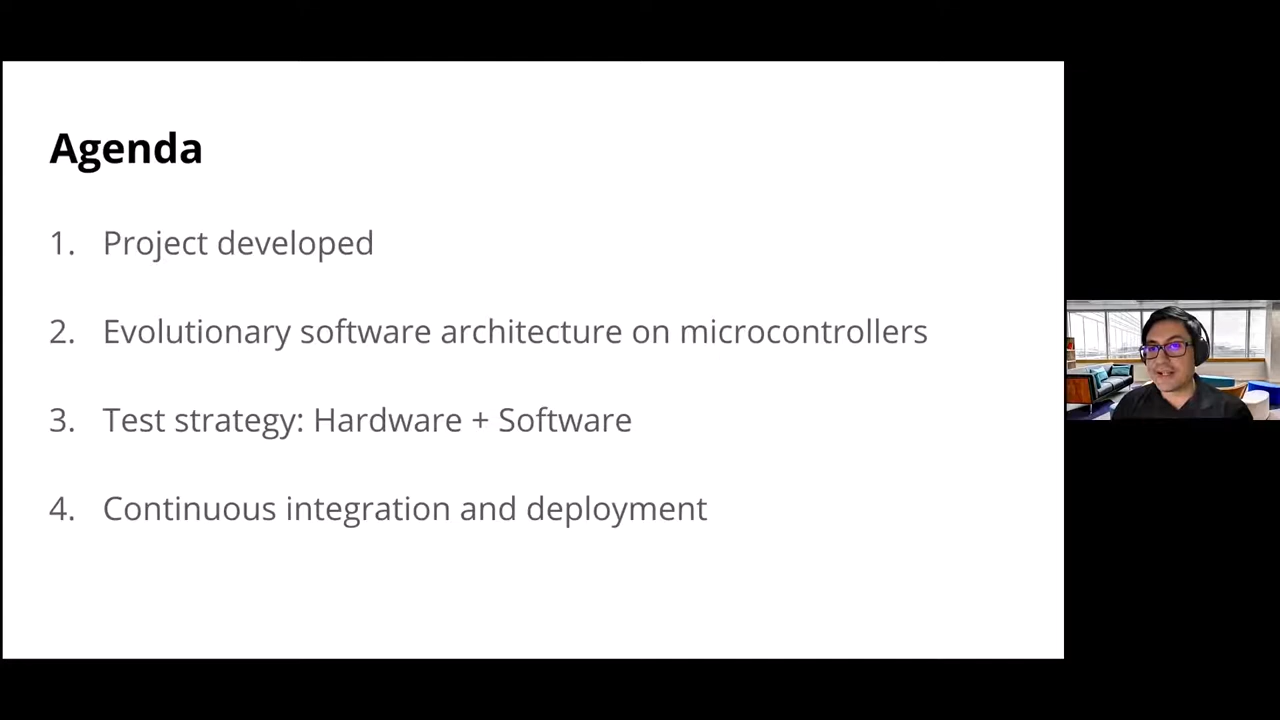 Agenda
1. Project developed
2. Evolutionary software architecture on microcontrollers
3. Test strategy: Hardware + Software
4. Continuous integration and deployment